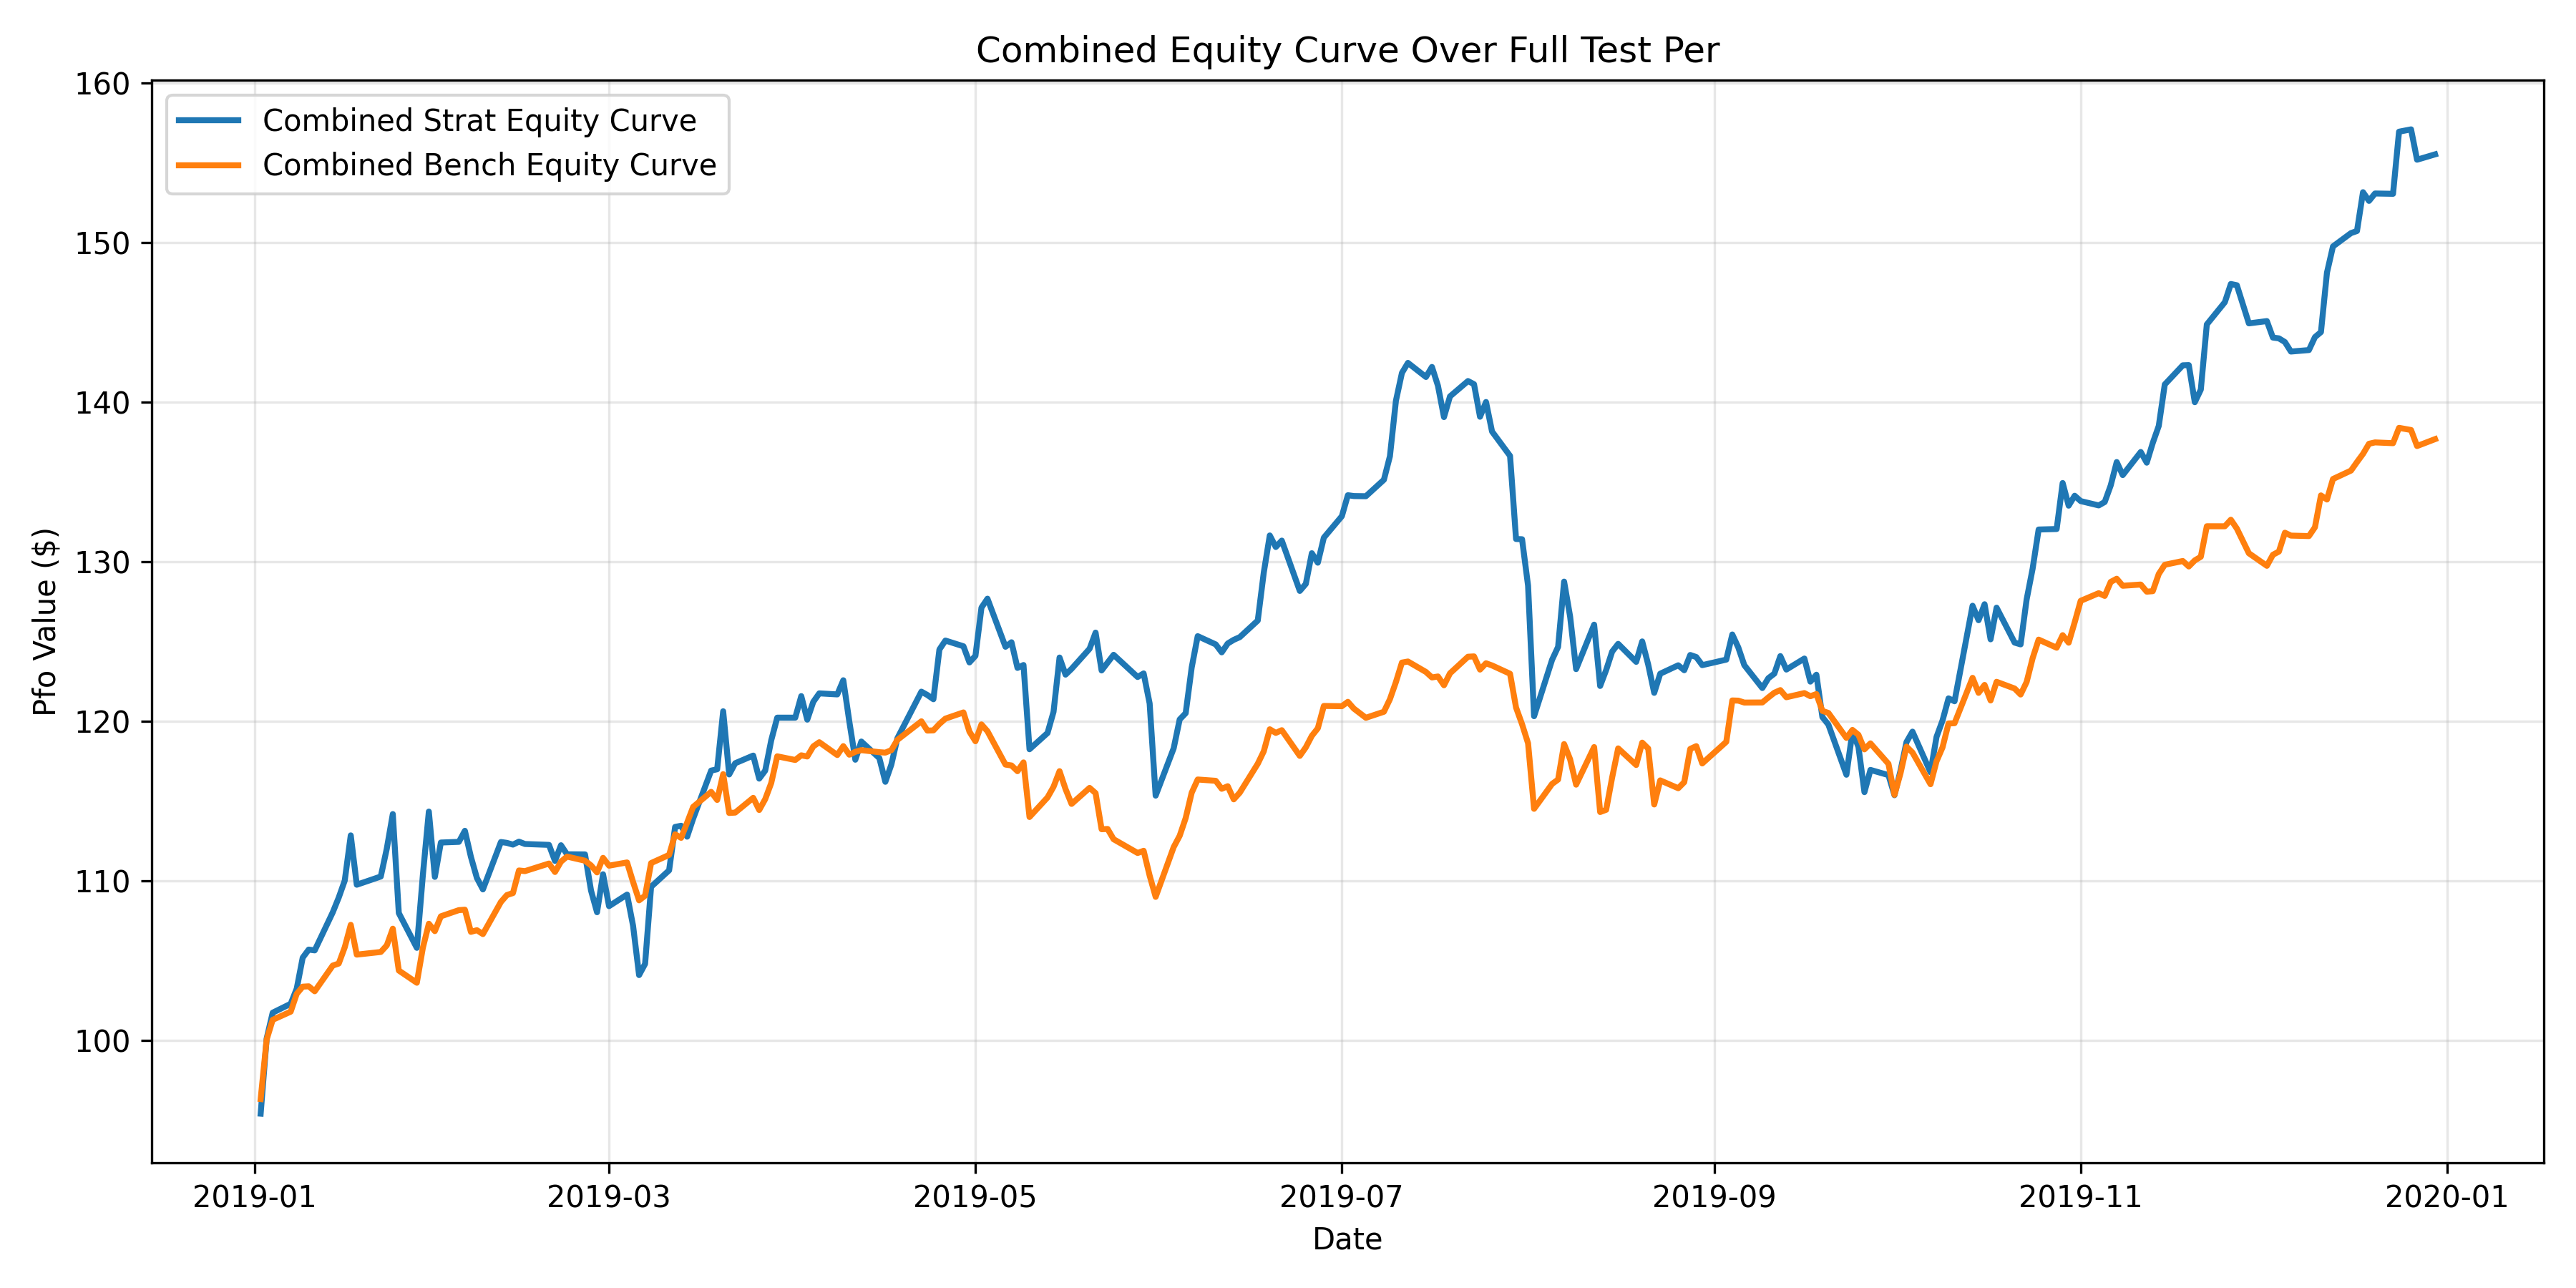 Combined Equity Curve Over Full Test Per
Combined Strat Equity Curve
Combined Bench Equity Curve
Pfo Value ($)
160
150
140
130
120
110
100
2019-01 2019-03 2019-05 2019-07 2019-09 2019-11 2020-01
Date